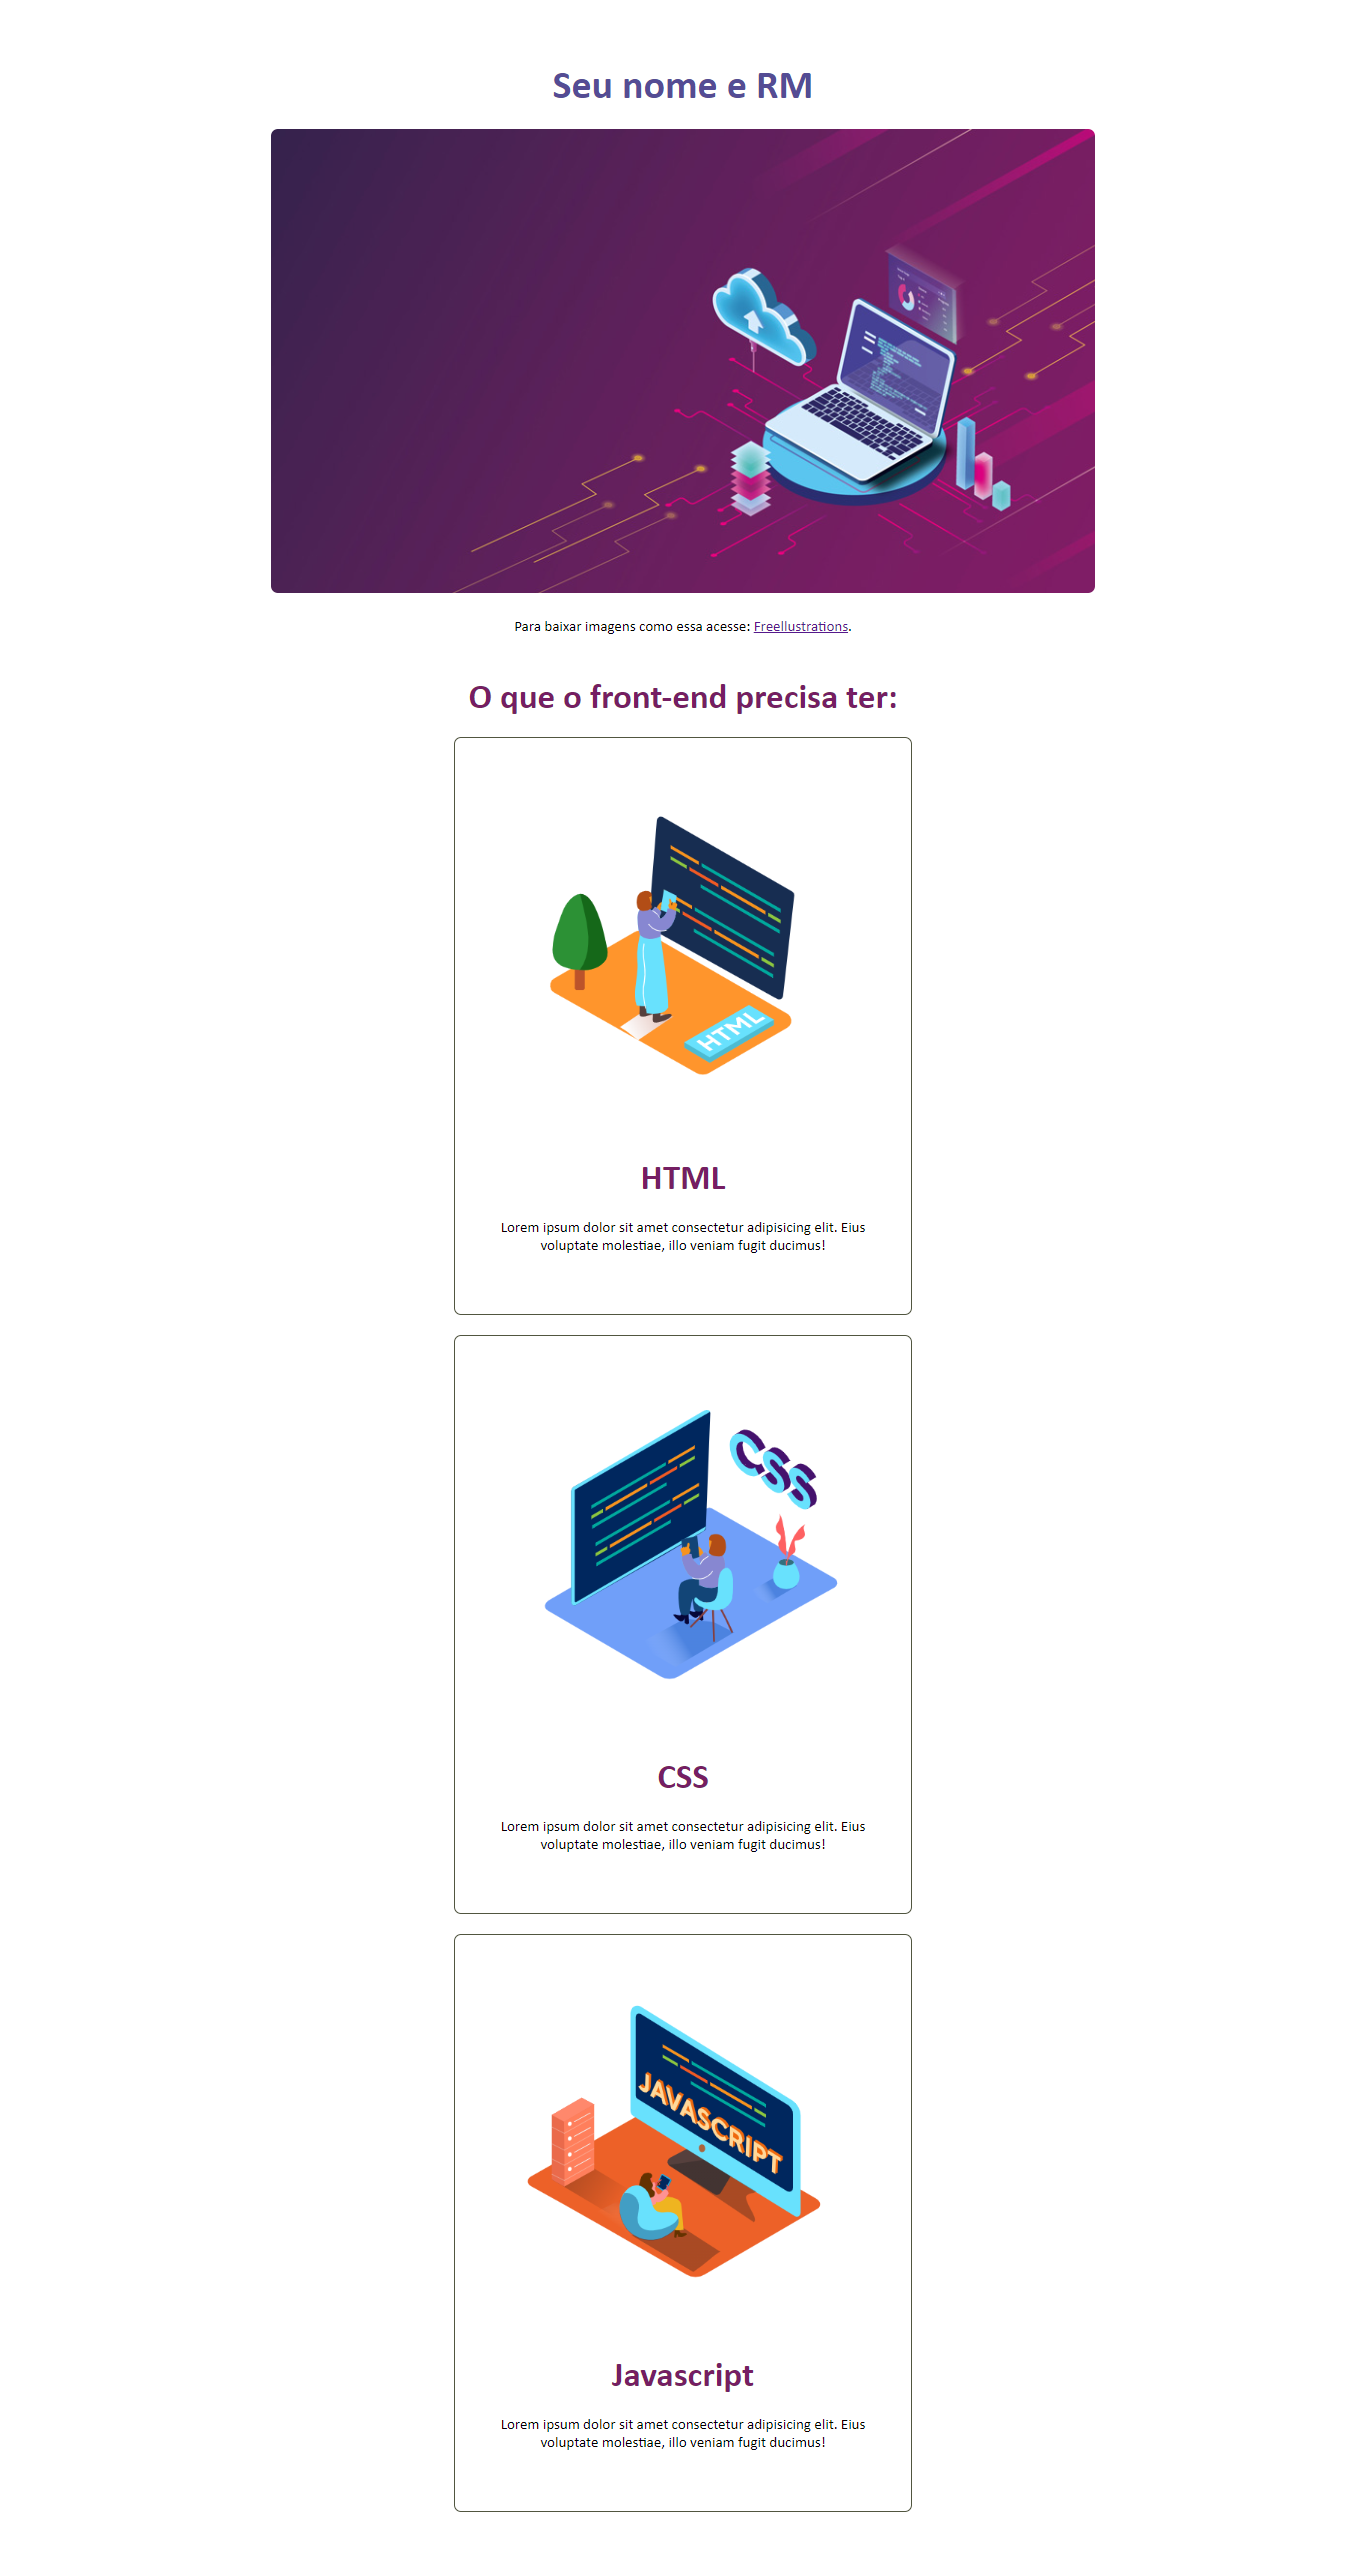 Seu nome e RM
Para baixar imagens como essa acesse: Freellustrations.
O que o front-end precisa ter:
HTML
HTML
Lorem ipsum dolor sit amet consectetur adipisicing elit. Eius
voluptate molestiae, illo veniam fugit ducimus!
CSS
CSS
Lorem ipsum dolor sit amet consectetur adipisicing elit. Eius
voluptate molestiae, illo veniam fugit ducimus!
JAVASCRIPT
Javascript
Lorem ipsum dolor sit amet consectetur adipisicing elit. Eius
voluptate molestiae, illo veniam fugit ducimus!